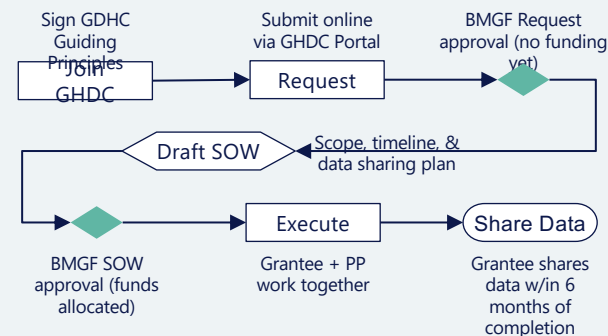 Sign GDHC
Guiding
Principles
Join
GHDC
Submit online
via GHDC Portal
Request
BMGF Request
approval (no funding
yet)
Draft SOW
Scope, timeline, &
data sharing plan
BMGF SOW
approval (funds
allocated)
Execute
Grantee + PP
work together
Share Data
Grantee shares
data w/in 6
months of
completion